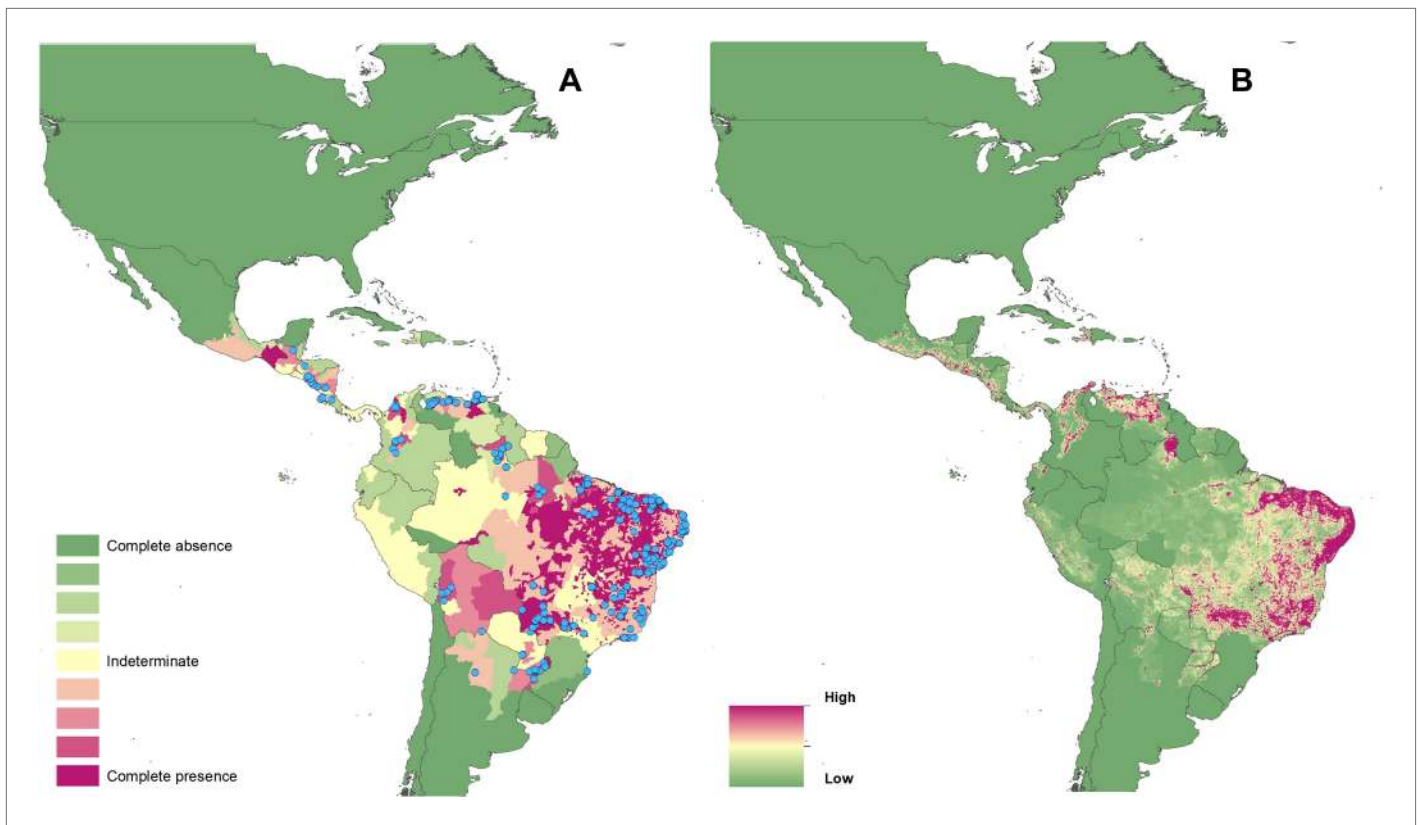 A
B
Complete absence
Indeterminate
Complete presence
High
Low